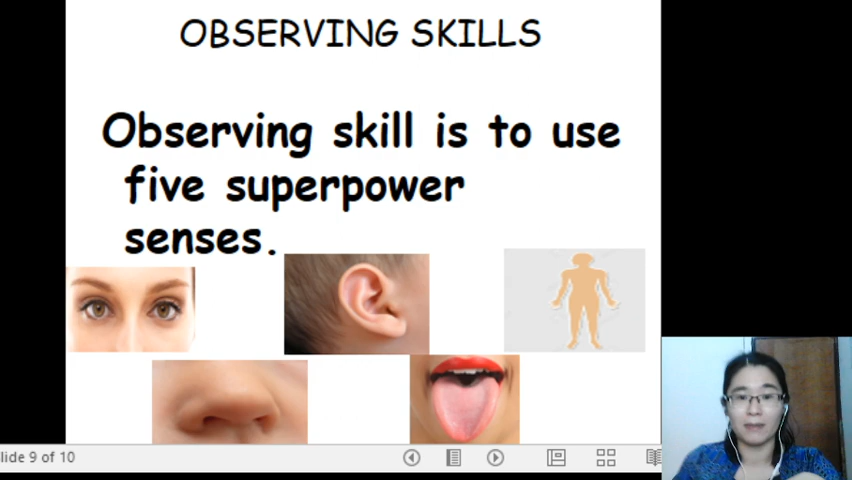 OBSERVING SKILLS
Observing skill is to use
five superpower
senses.
lide 9 of 10